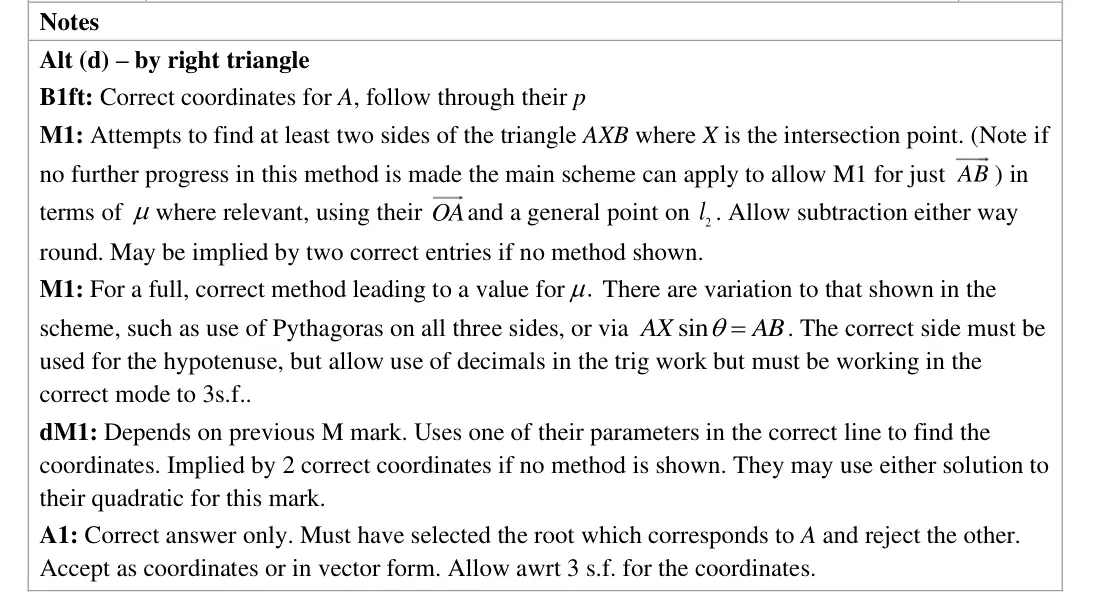 Notes
Alt (d) – by right triangle
B1ft: Correct coordinates for A, follow through their p
M1: Attempts to find at least two sides of the triangle AXB where X is the intersection point. (Note if
no further progress in this method is made the main scheme can apply to allow M1 for just \overrightarrow{AB} ) in
terms of μ where relevant, using their \overrightarrow{OA} and a general point on l₂ . Allow subtraction either way
round. May be implied by two correct entries if no method shown.
M1: For a full, correct method leading to a value for μ. There are variation to that shown in the
scheme, such as use of Pythagoras on all three sides, or via AX sin θ = AB . The correct side must be
used for the hypotenuse, but allow use of decimals in the trig work but must be working in the
correct mode to 3s.f..
dM1: Depends on previous M mark. Uses one of their parameters in the correct line to find the
coordinates. Implied by 2 correct coordinates if no method is shown. They may use either solution to
their quadratic for this mark.
A1: Correct answer only. Must have selected the root which corresponds to A and reject the other.
Accept as coordinates or in vector form. Allow awrt 3 s.f. for the coordinates.